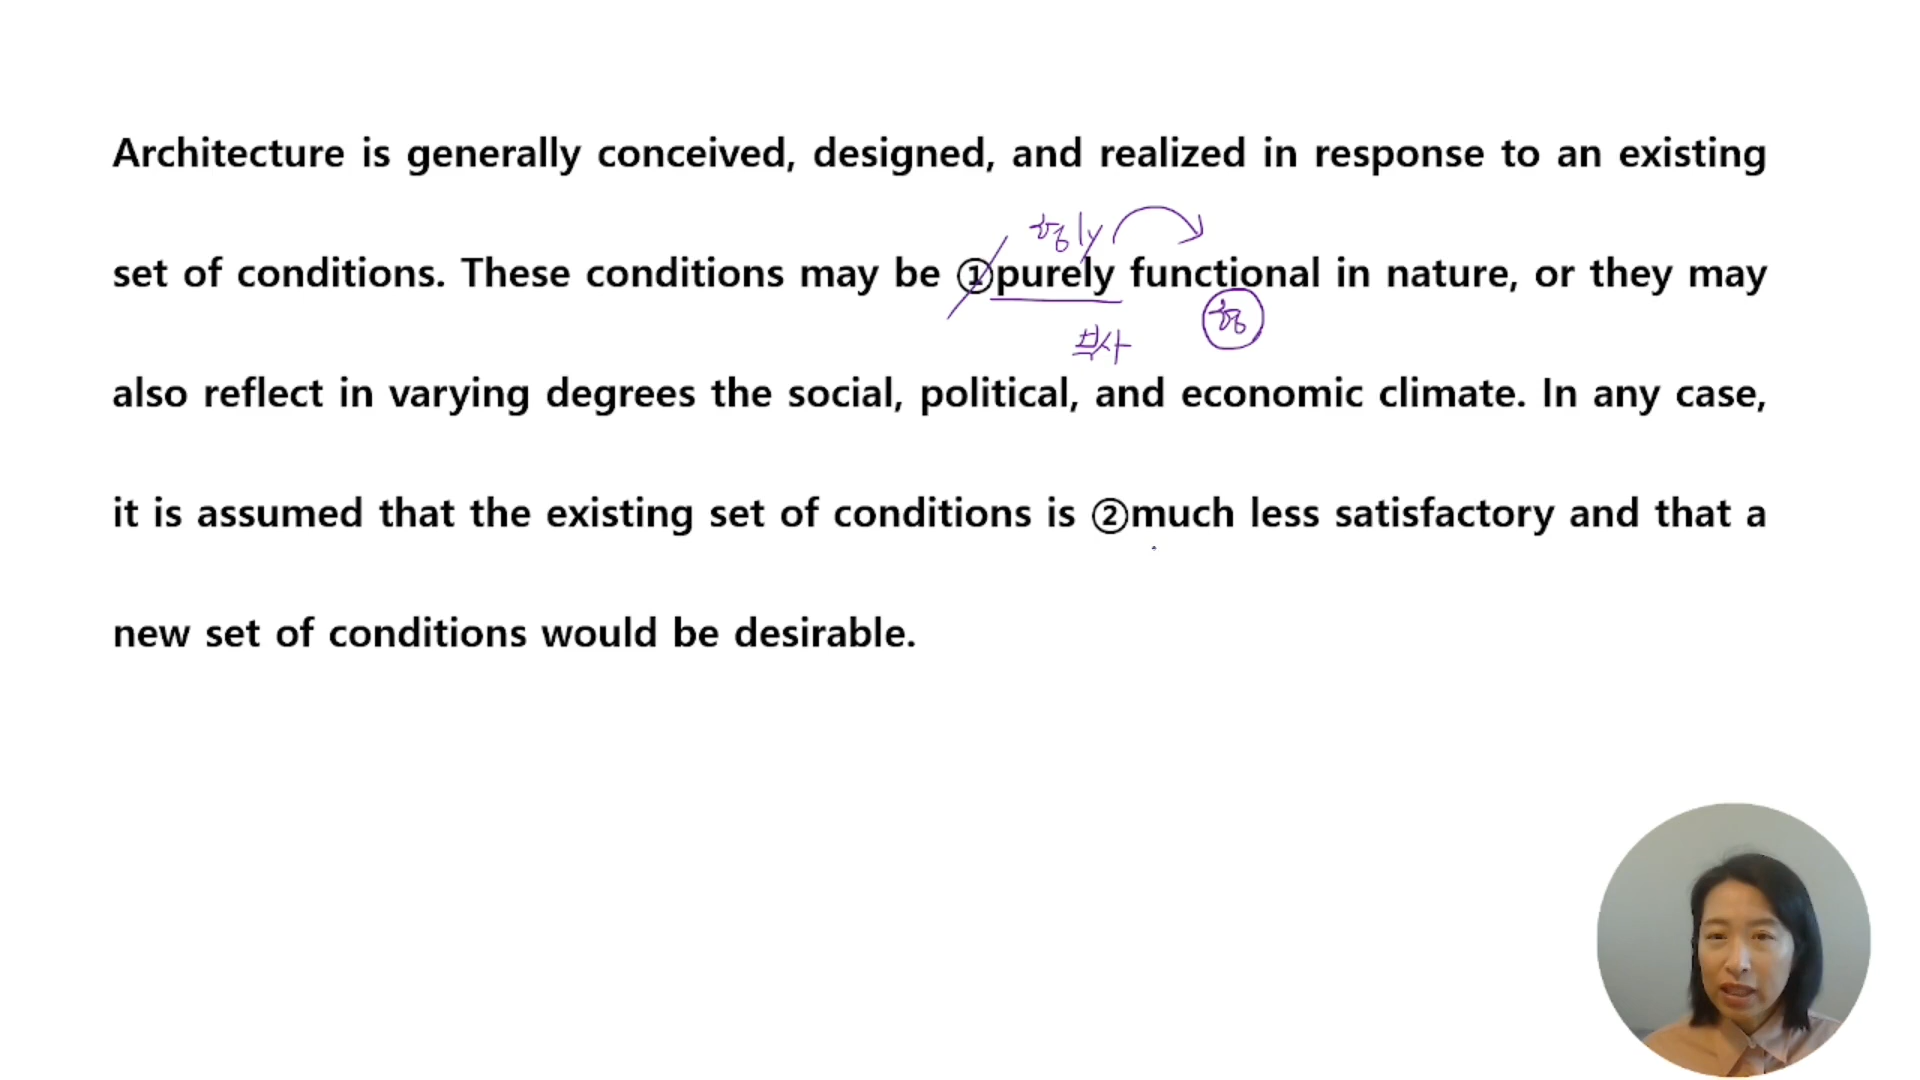 Architecture is generally conceived, designed, and realized in response to an existing
형ly
set of conditions. These conditions may be ①purely functional in nature, or they may
형
부사
also reflect in varying degrees the social, political, and economic climate. In any case,
it is assumed that the existing set of conditions is ②much less satisfactory and that a
new set of conditions would be desirable.